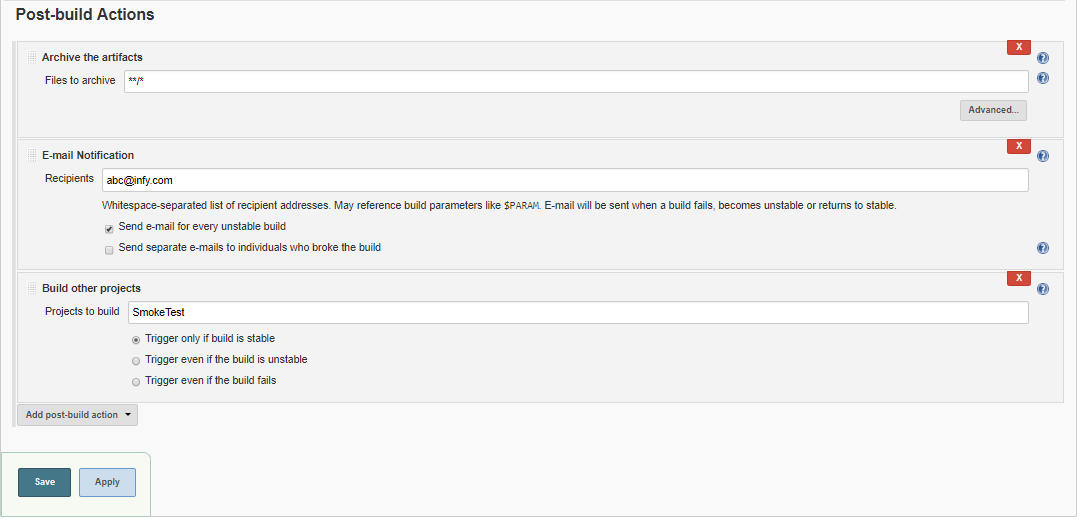 Post-build Actions
X
Archive the artifacts
?
Files to archive **/*
?
Advanced...
X
E-mail Notification
?
Recipients abc@infy.com
Whitespace-separated list of recipient addresses. May reference build parameters like $PARAM. E-mail will be sent when a build fails, becomes unstable or returns to stable.
Send e-mail for every unstable build
Send separate e-mails to individuals who broke the build
?
X
Build other projects
?
Projects to build SmokeTest
Trigger only if build is stable
Trigger even if the build is unstable
Trigger even if the build fails
Add post-build action
Save Apply